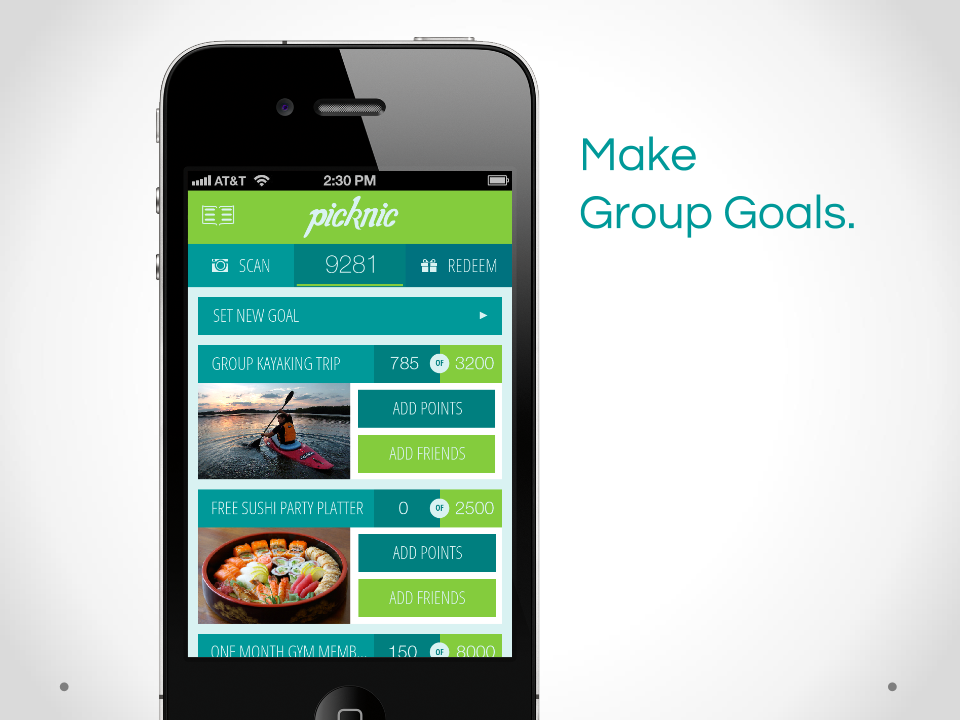 Make
Group Goals.
AT&T 2:30 PM
picknic
SCAN 9281 REDEEM
SET NEW GOAL
GROUP KAYAKING TRIP 785 OF 3200
ADD POINTS
ADD FRIENDS
FREE SUSHI PARTY PLATTER 0 OF 2500
ADD POINTS
ADD FRIENDS
ONE MONTH GYM MEMB... 150 OF 8000